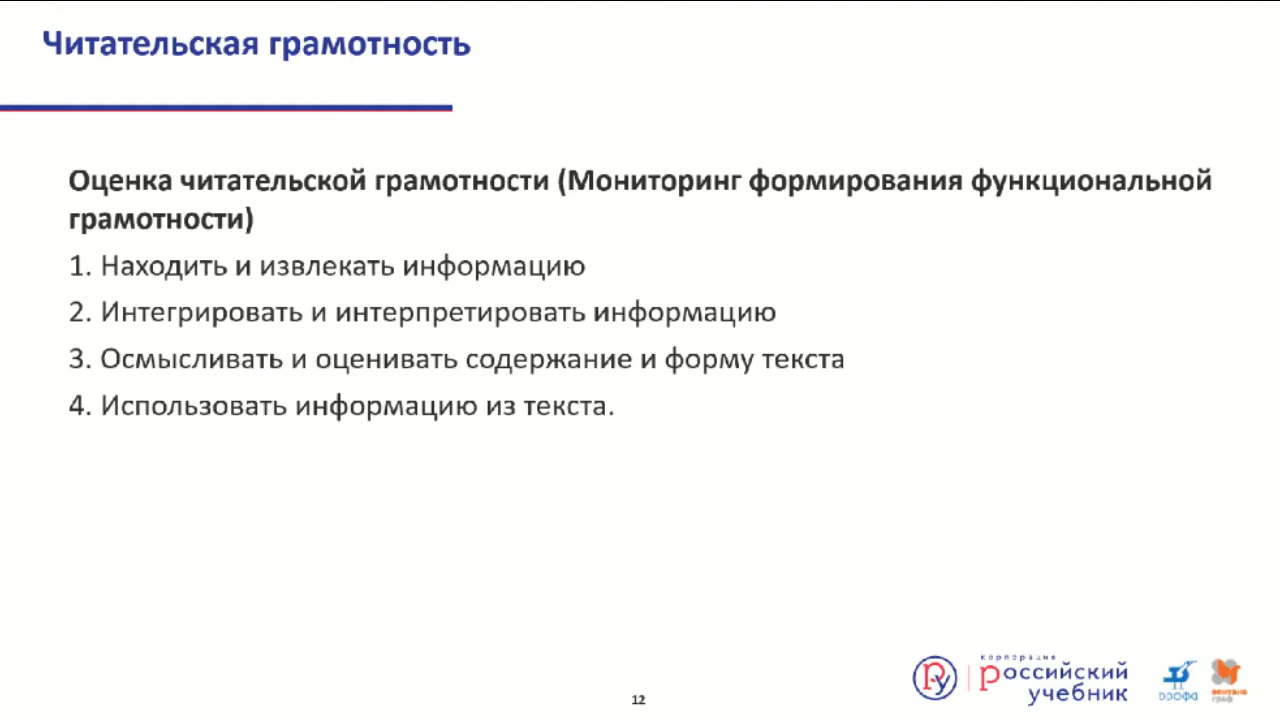 Читательская грамотность
Оценка читательской грамотности (Мониторинг формирования функциональной
грамотности)
1. Находить и извлекать информацию
2. Интегрировать и интерпретировать информацию
3. Осмысливать и оценивать содержание и форму текста
4. Использовать информацию из текста.
12
корпорация
российский
учебник
дрофа
вентана
граф